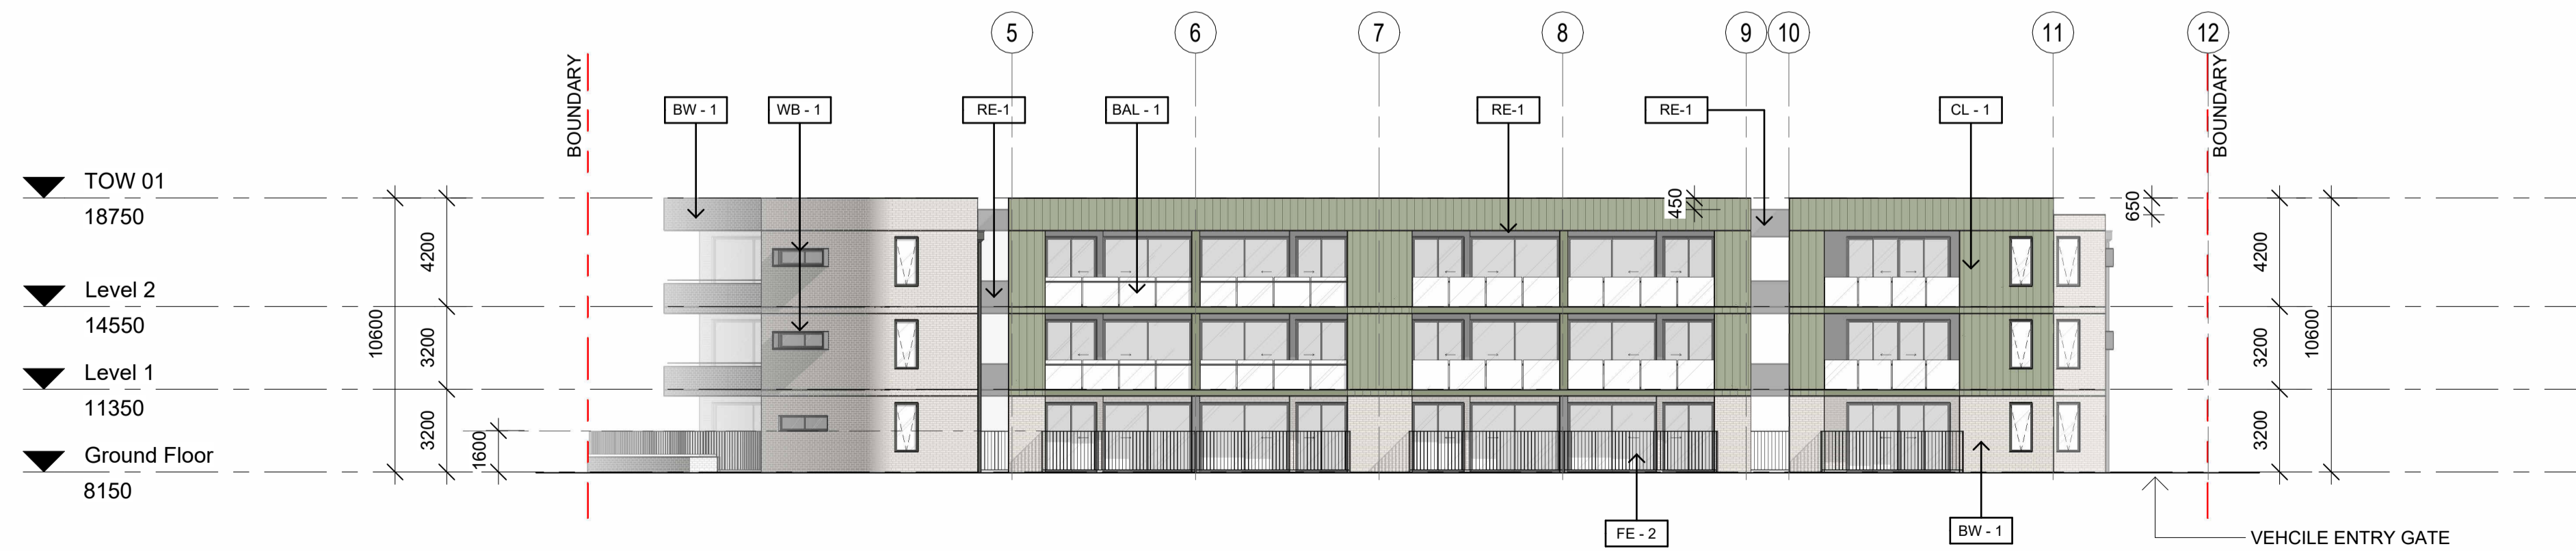 5
6
7
8
9
10
11
12
BOUNDARY
BOUNDARY
BW - 1
WB - 1
RE-1
BAL - 1
RE-1
RE-1
CL - 1
TOW 01
18750
Level 2
14550
Level 1
11350
Ground Floor
8150
10600
4200
3200
3200
1600
450
650
4200
3200
3200
10600
FE - 2
BW - 1
VEHCILE ENTRY GATE